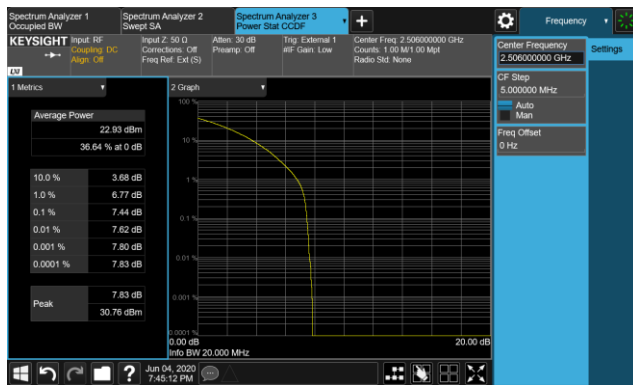 Spectrum Analyzer 1
Occupied BW
Spectrum Analyzer 2
Swept SA
Spectrum Analyzer 3
Power Stat CCDF
Frequency
KEYSIGHT
Input: RF
Coupling: DC
Align: Off
Input Z: 50 Ω
Corrections: Off
Freq Ref: Ext (S)
Atten: 30 dB
Preamp: Off
Trig: External 1
#IF Gain: Low
Center Freq: 2.506000000 GHz
Counts: 1.00 M/1.00 Mpt
Radio Std: None
LXI
Center Frequency
2.506000000 GHz
Settings
CF Step
5.000000 MHz
Auto
Man
Freq Offset
0 Hz
1 Metrics
Average Power
22.93 dBm
36.64 % at 0 dB
10.0 % 3.68 dB
1.0 % 6.77 dB
0.1 % 7.44 dB
0.01 % 7.62 dB
0.001 % 7.80 dB
0.0001 % 7.83 dB
Peak
7.83 dB
30.76 dBm
2 Graph
100 %
10 %
1 %
0.1 %
0.01 %
0.001 %
0.0001 %
0.00 dB
20.00 dB
Info BW 20.000 MHz
?
Jun 04, 2020
7:45:12 PM